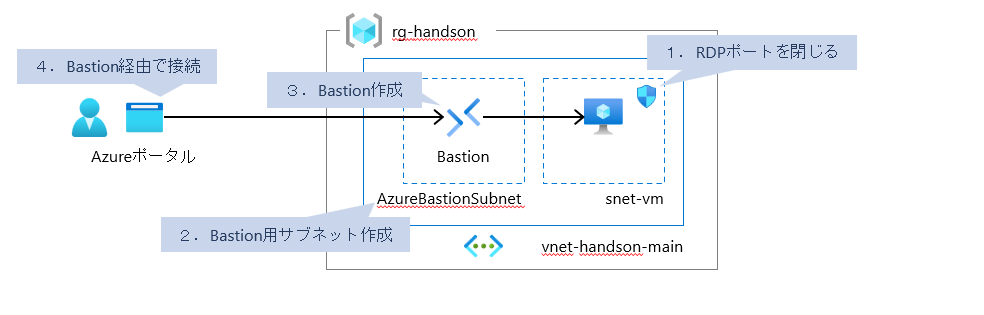 rg-handson
１．RDPポートを閉じる
４．Bastion経由で接続
３．Bastion作成
Azureポータル
Bastion
AzureBastionSubnet
snet-vm
２．Bastion用サブネット作成
vnet-handson-main